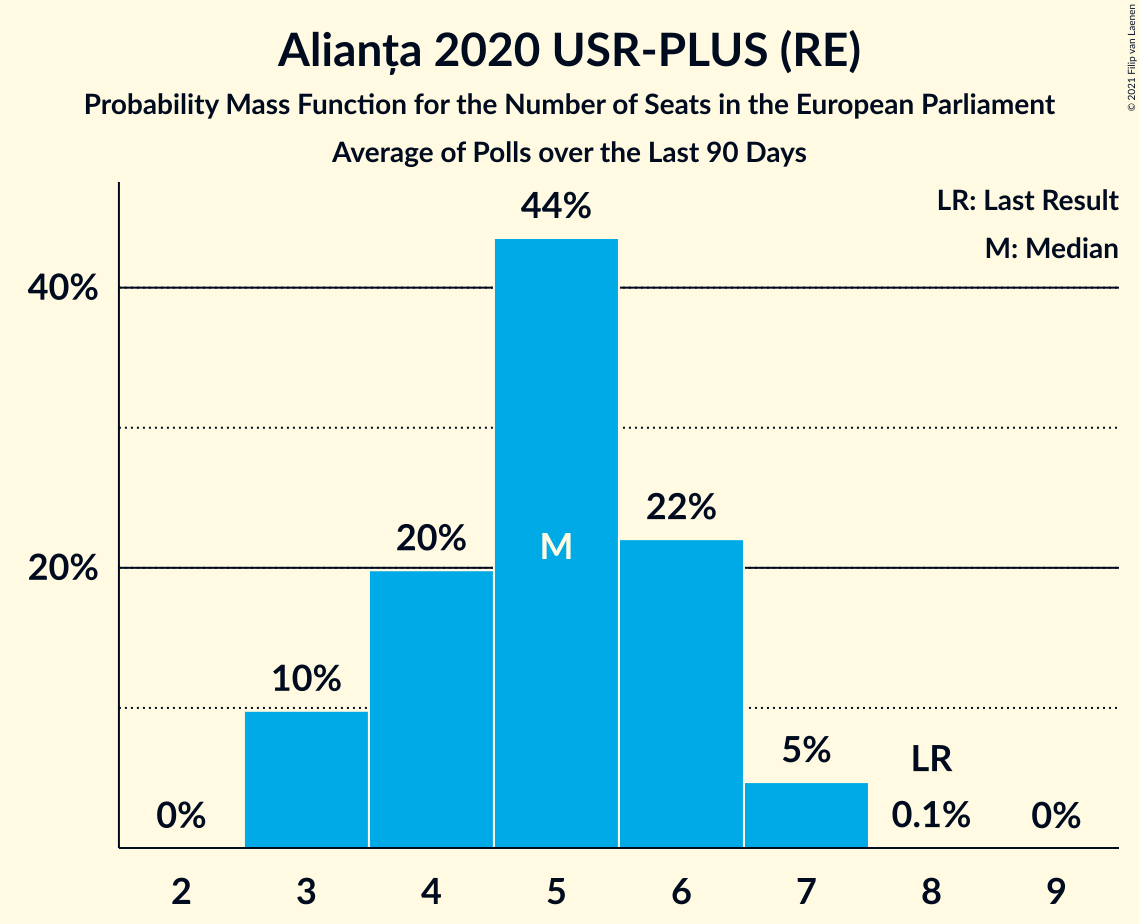 Alianța 2020 USR-PLUS (RE)
Probability Mass Function for the Number of Seats in the European Parliament
Average of Polls over the Last 90 Days
© 2021 Filip van Laenen
LR: Last Result
M: Median
44%
40%
22%
20%
M
20%
10%
5%
LR
0%
0.1%
0%
2 3 4 5 6 7 8 9